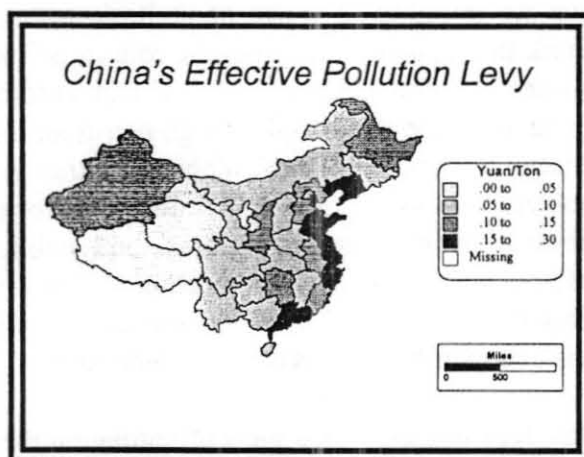 China's Effective Pollution Levy
Yuan/Ton
.00 to .05
.05 to .10
.10 to .15
.15 to .30
Missing
Miles
0 500